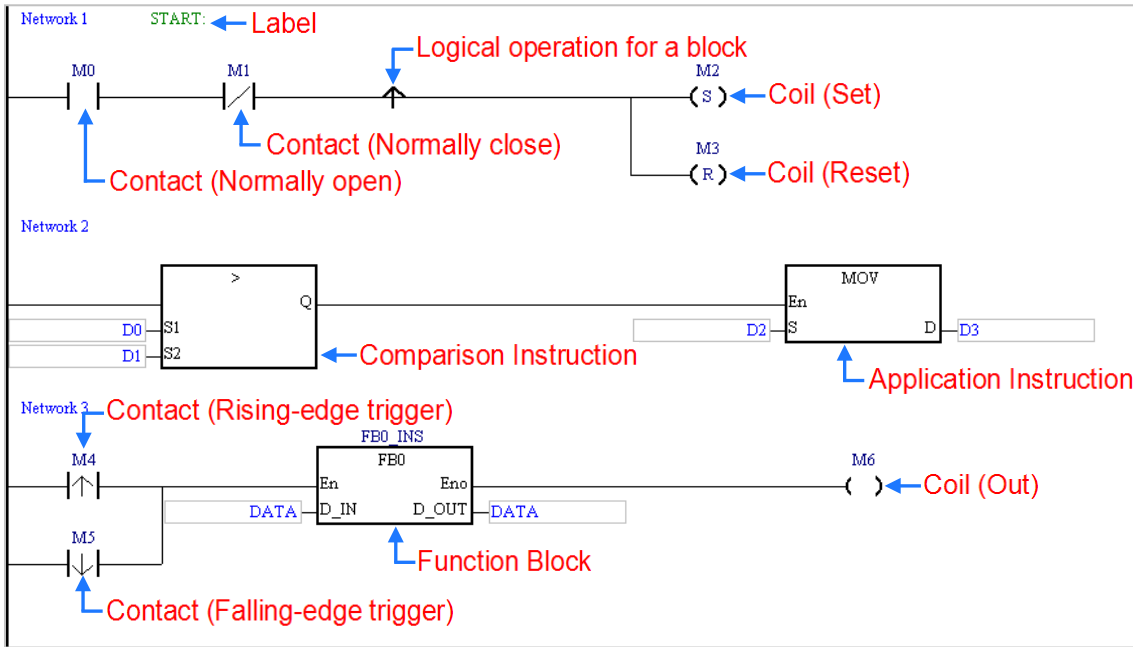 Network 1
START:
Label
Logical operation for a block
M0
M1
M2
S
Coil (Set)
Contact (Normally close)
M3
R
Coil (Reset)
Contact (Normally open)
Network 2
>
MOV
Q
En
D0
S1
D2
S
D
D3
D1
S2
Comparison Instruction
Application Instruction
Network 3
Contact (Rising-edge trigger)
FB0_INS
M4
FB0
M6
En
Eno
Coil (Out)
DATA
D_IN
D_OUT
DATA
M5
Function Block
Contact (Falling-edge trigger)